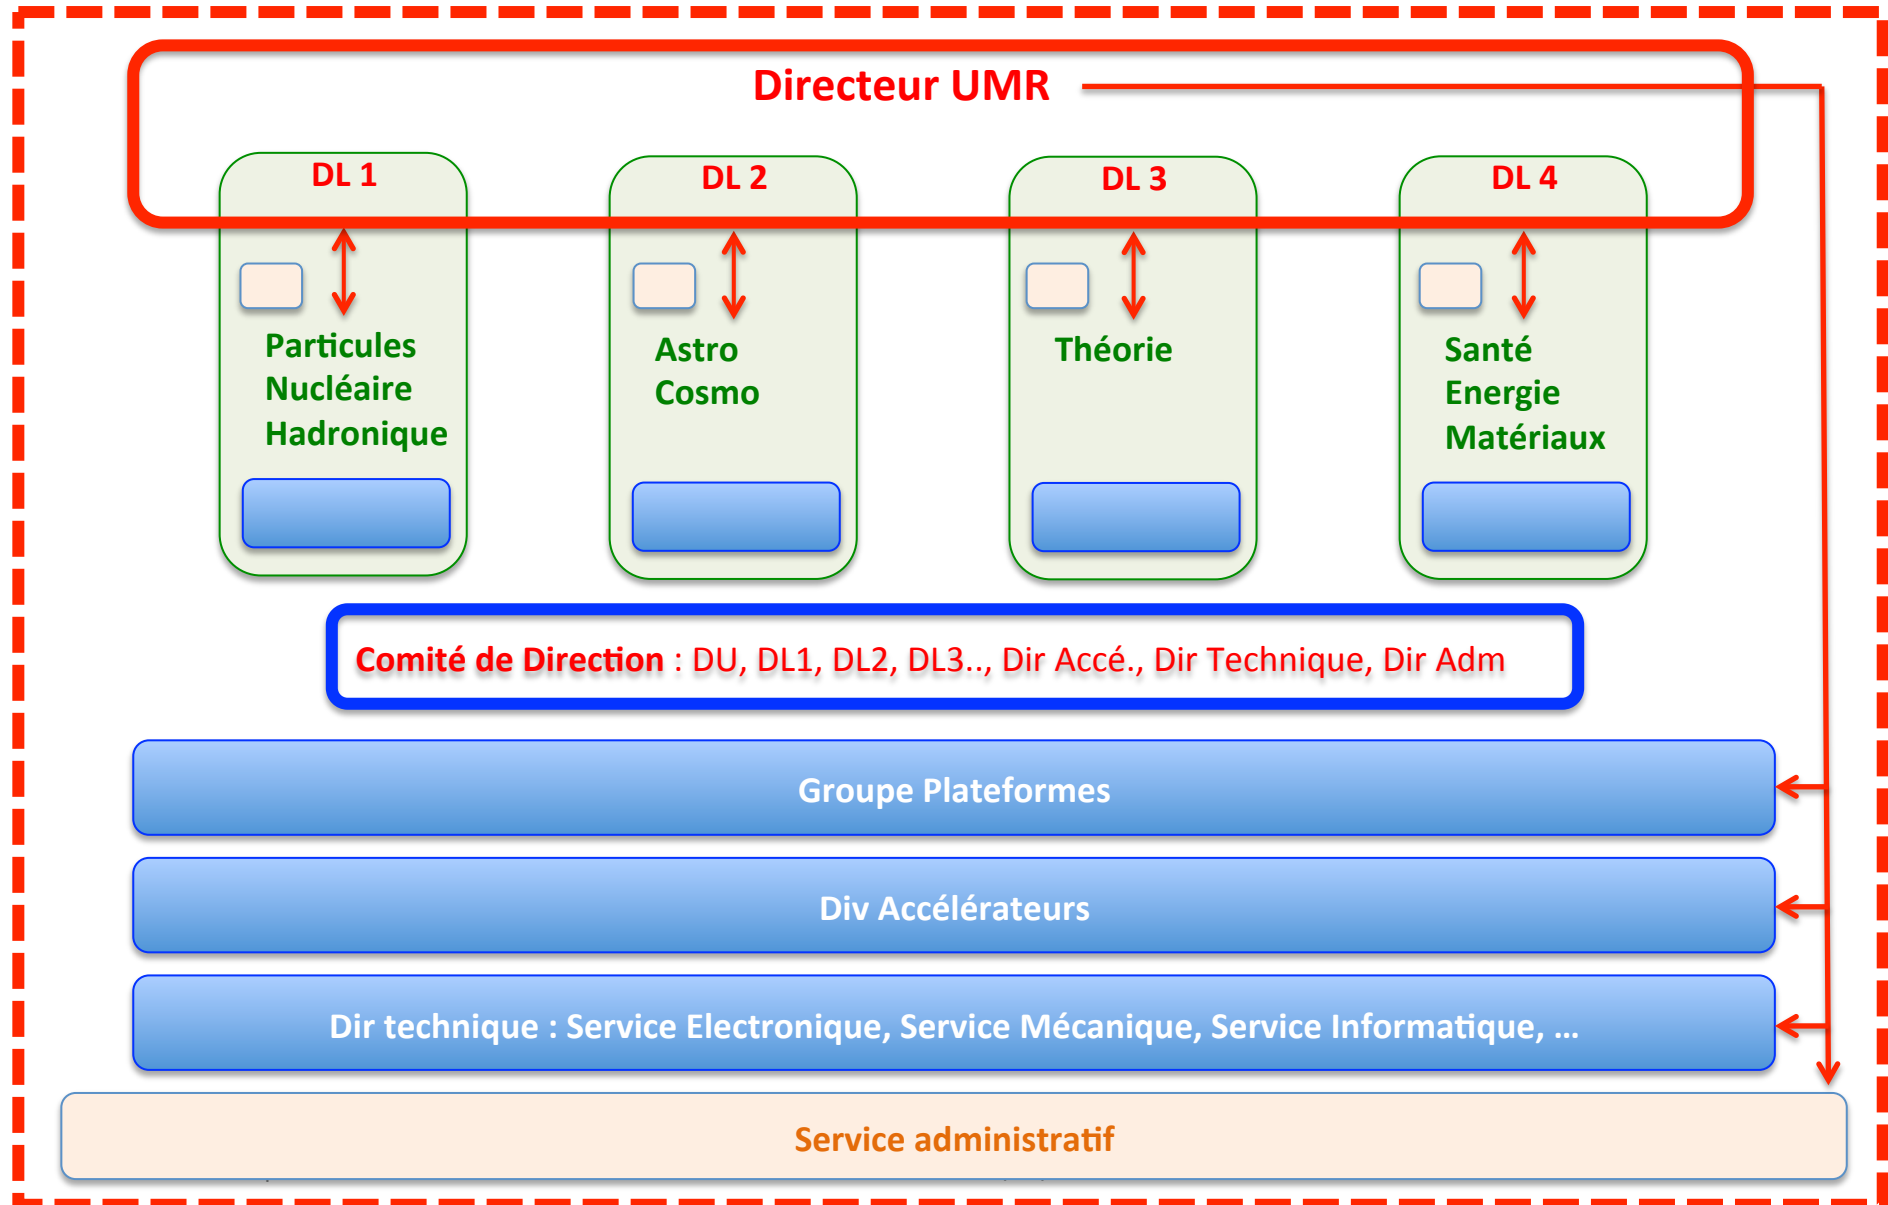 Directeur UMR
DL 1
DL 2
DL 3
DL 4
Particules
Nucléaire
Hadronique
Astro
Cosmo
Théorie
Santé
Energie
Matériaux
Comité de Direction : DU, DL1, DL2, DL3.., Dir Accé., Dir Technique, Dir Adm
Groupe Plateformes
Div Accélérateurs
Dir technique : Service Electronique, Service Mécanique, Service Informatique, ...
Service administratif